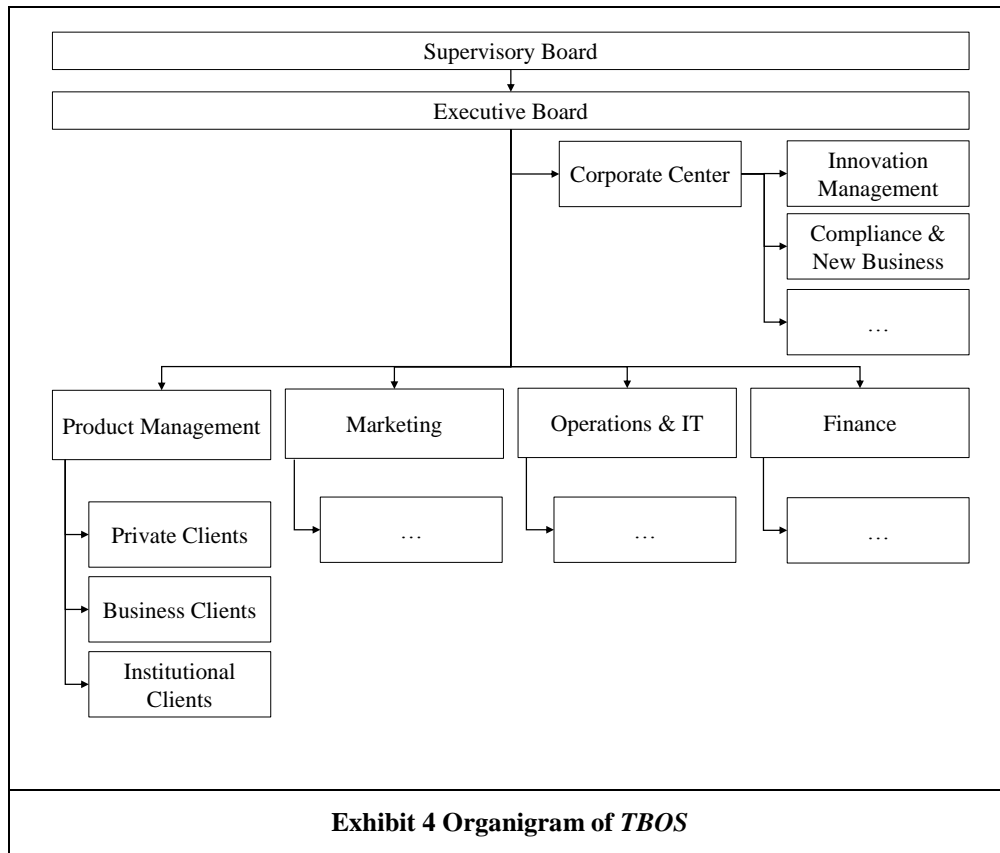 Supervisory Board
Executive Board
Corporate Center
Innovation
Management
Compliance &
New Business
…
Product Management
Marketing
Operations & IT
Finance
Private Clients
…
…
…
Business Clients
Institutional
Clients
Exhibit 4 Organigram of TBOS